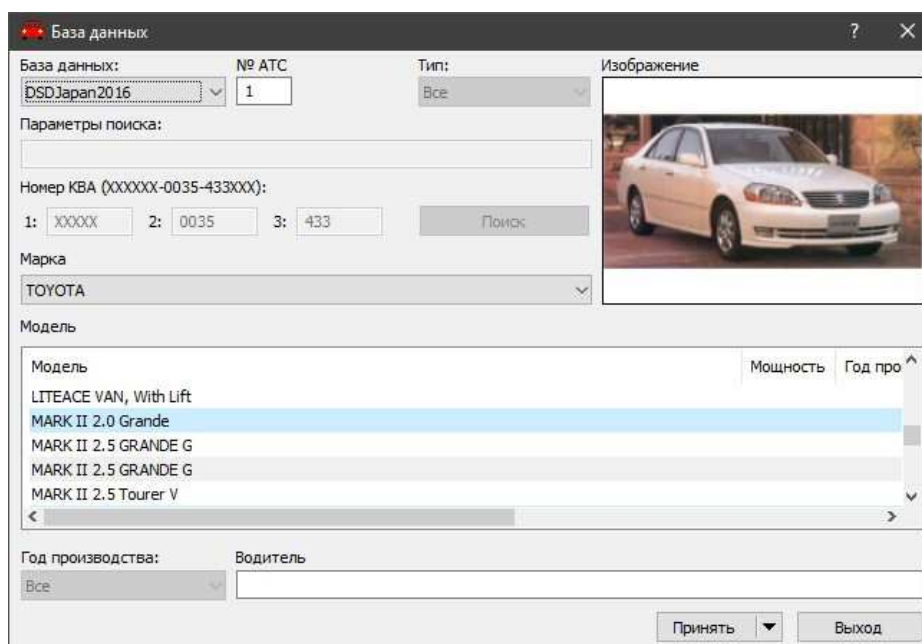 База данных
?
База данных: № АТС Тип: Изображение
DSDJapan2016 1 Все
Параметры поиска:
Номер КВА (XXXXXX-0035-433XXX):
1: XXXXX 2: 0035 3: 433 Поиск
Марка
TOYOTA
Модель
Модель Мощность Год про
LITEACE VAN, With Lift
MARK II 2.0 Grande
MARK II 2.5 GRANDE G
MARK II 2.5 GRANDE G
MARK II 2.5 Tourer V
Год производства: Водитель
Все
Принять Выход